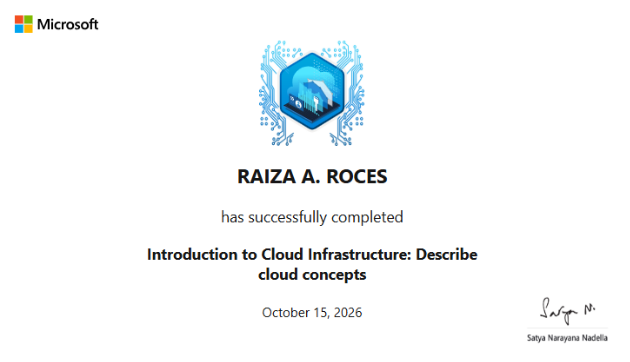 Microsoft
RAIZA A. ROCES
has successfully completed
Introduction to Cloud Infrastructure: Describe
cloud concepts
October 15, 2026
Satya N.
Satya Narayana Nadella